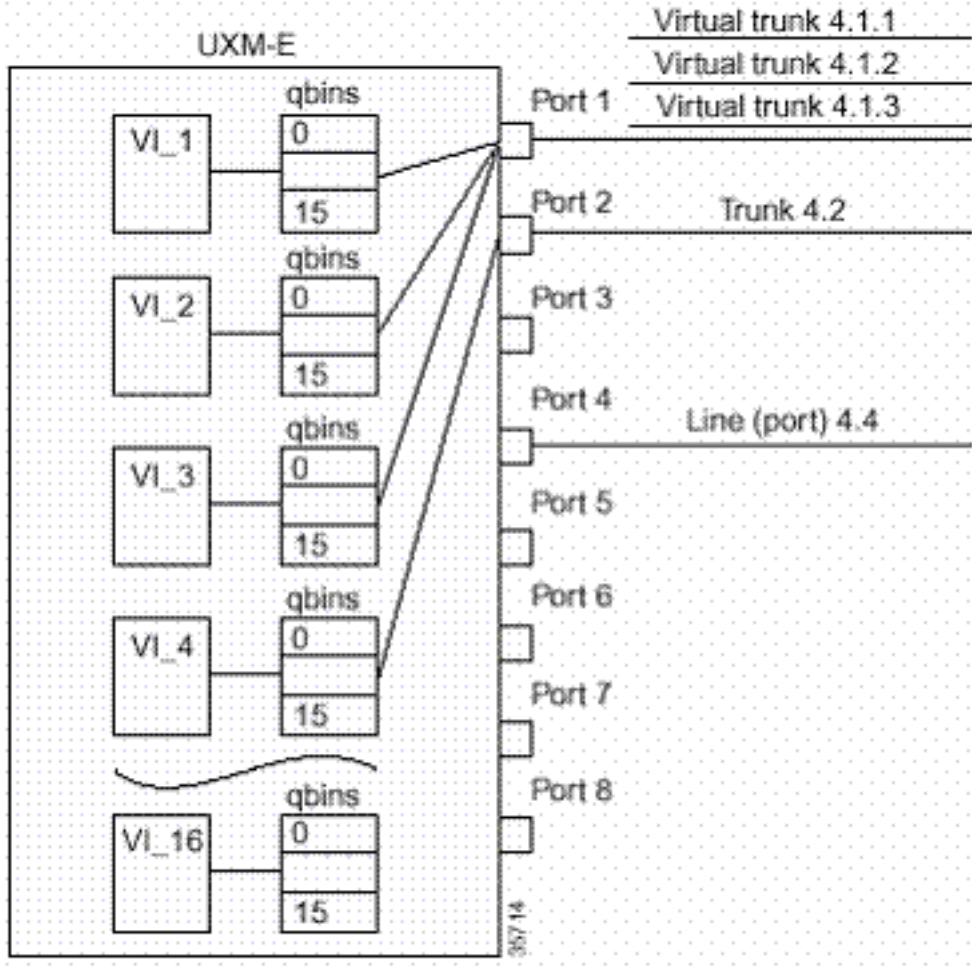 Virtual trunk 4.1.1
UXM-E
Virtual trunk 4.1.2
qbins
Port 1
Virtual trunk 4.1.3
VI_1
0
15
Port 2
Trunk 4.2
qbins
VI_2
0
15
Port 3
Port 4
Line (port) 4.4
qbins
VI_3
0
15
Port 5
qbins
Port 6
VI_4
0
15
Port 7
qbins
Port 8
VI_16
0
15
35714